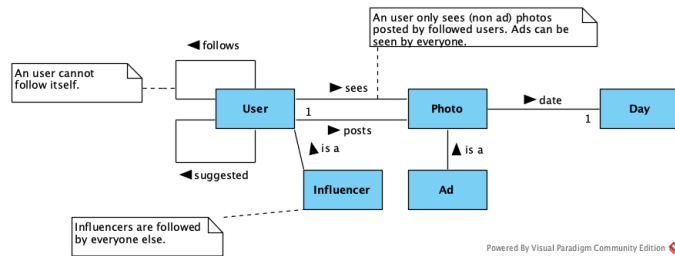 An user only sees (non ad) photos
posted by followed users. Ads can be
seen by everyone.
follows
An user cannot
follow itself.
sees
date
User
Photo
Day
1
1
posts
is a
is a
suggested
Influencer
Ad
Influencers are followed
by everyone else.
Powered By Visual Paradigm Community Edition